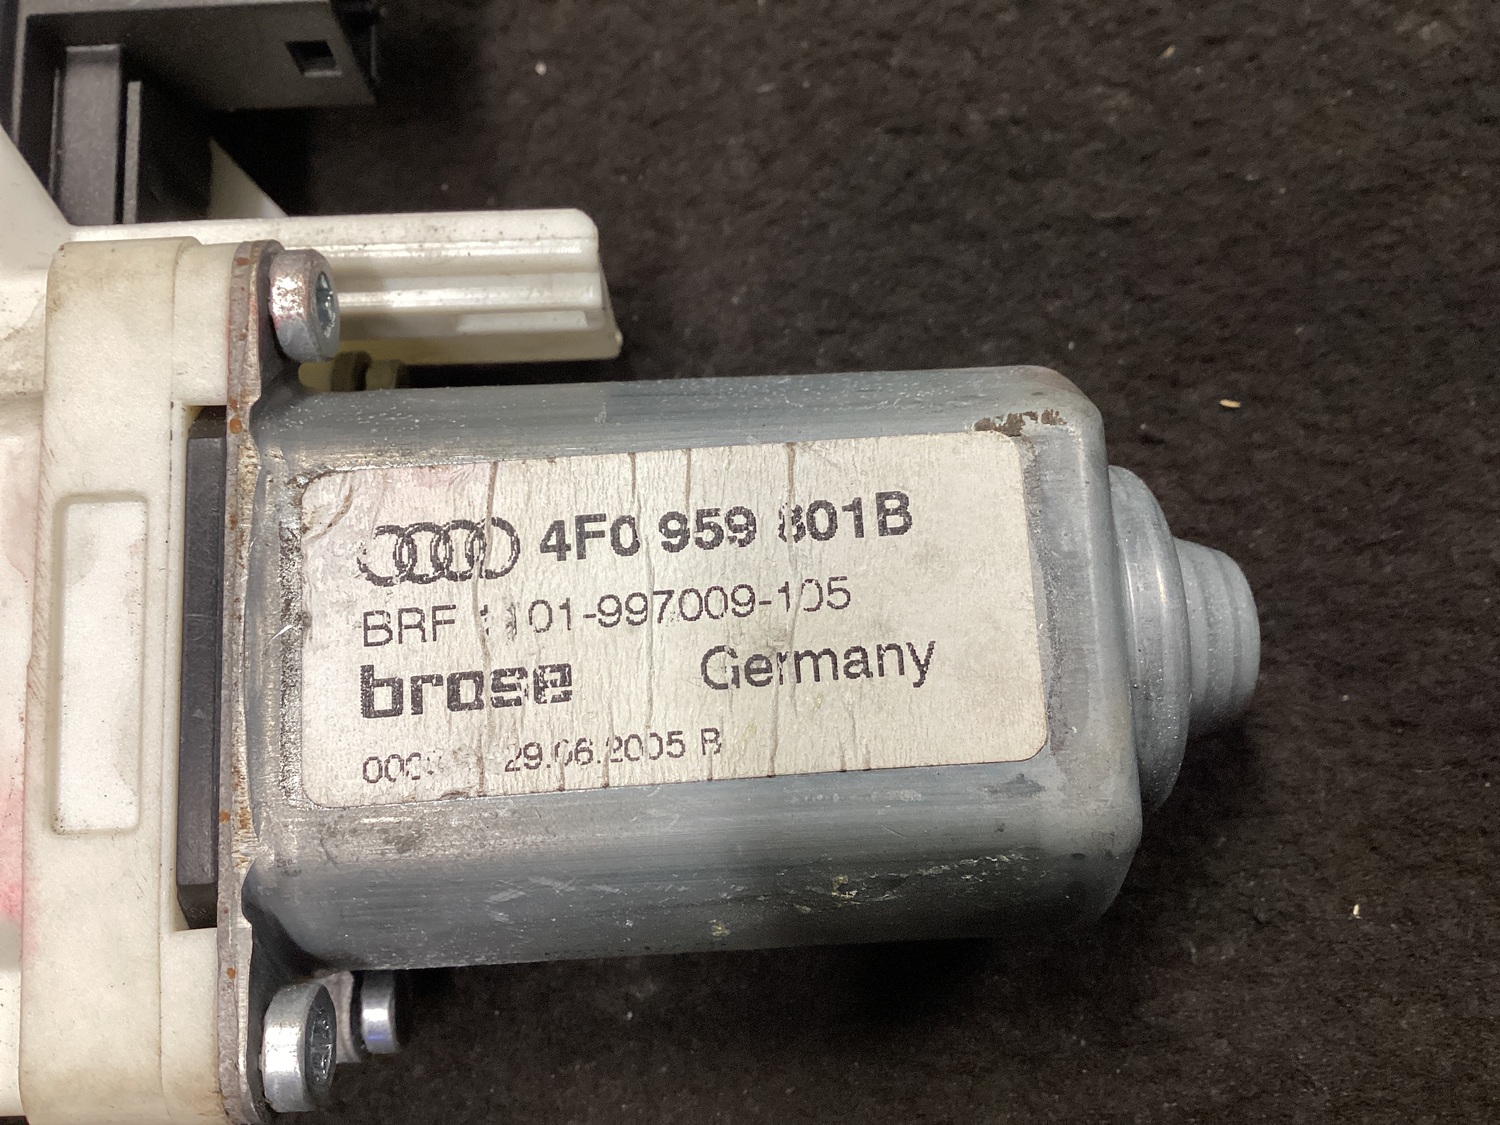 4F0 959 801B
BRF 1101-997009-105
brose Germany
29.06.2005 B